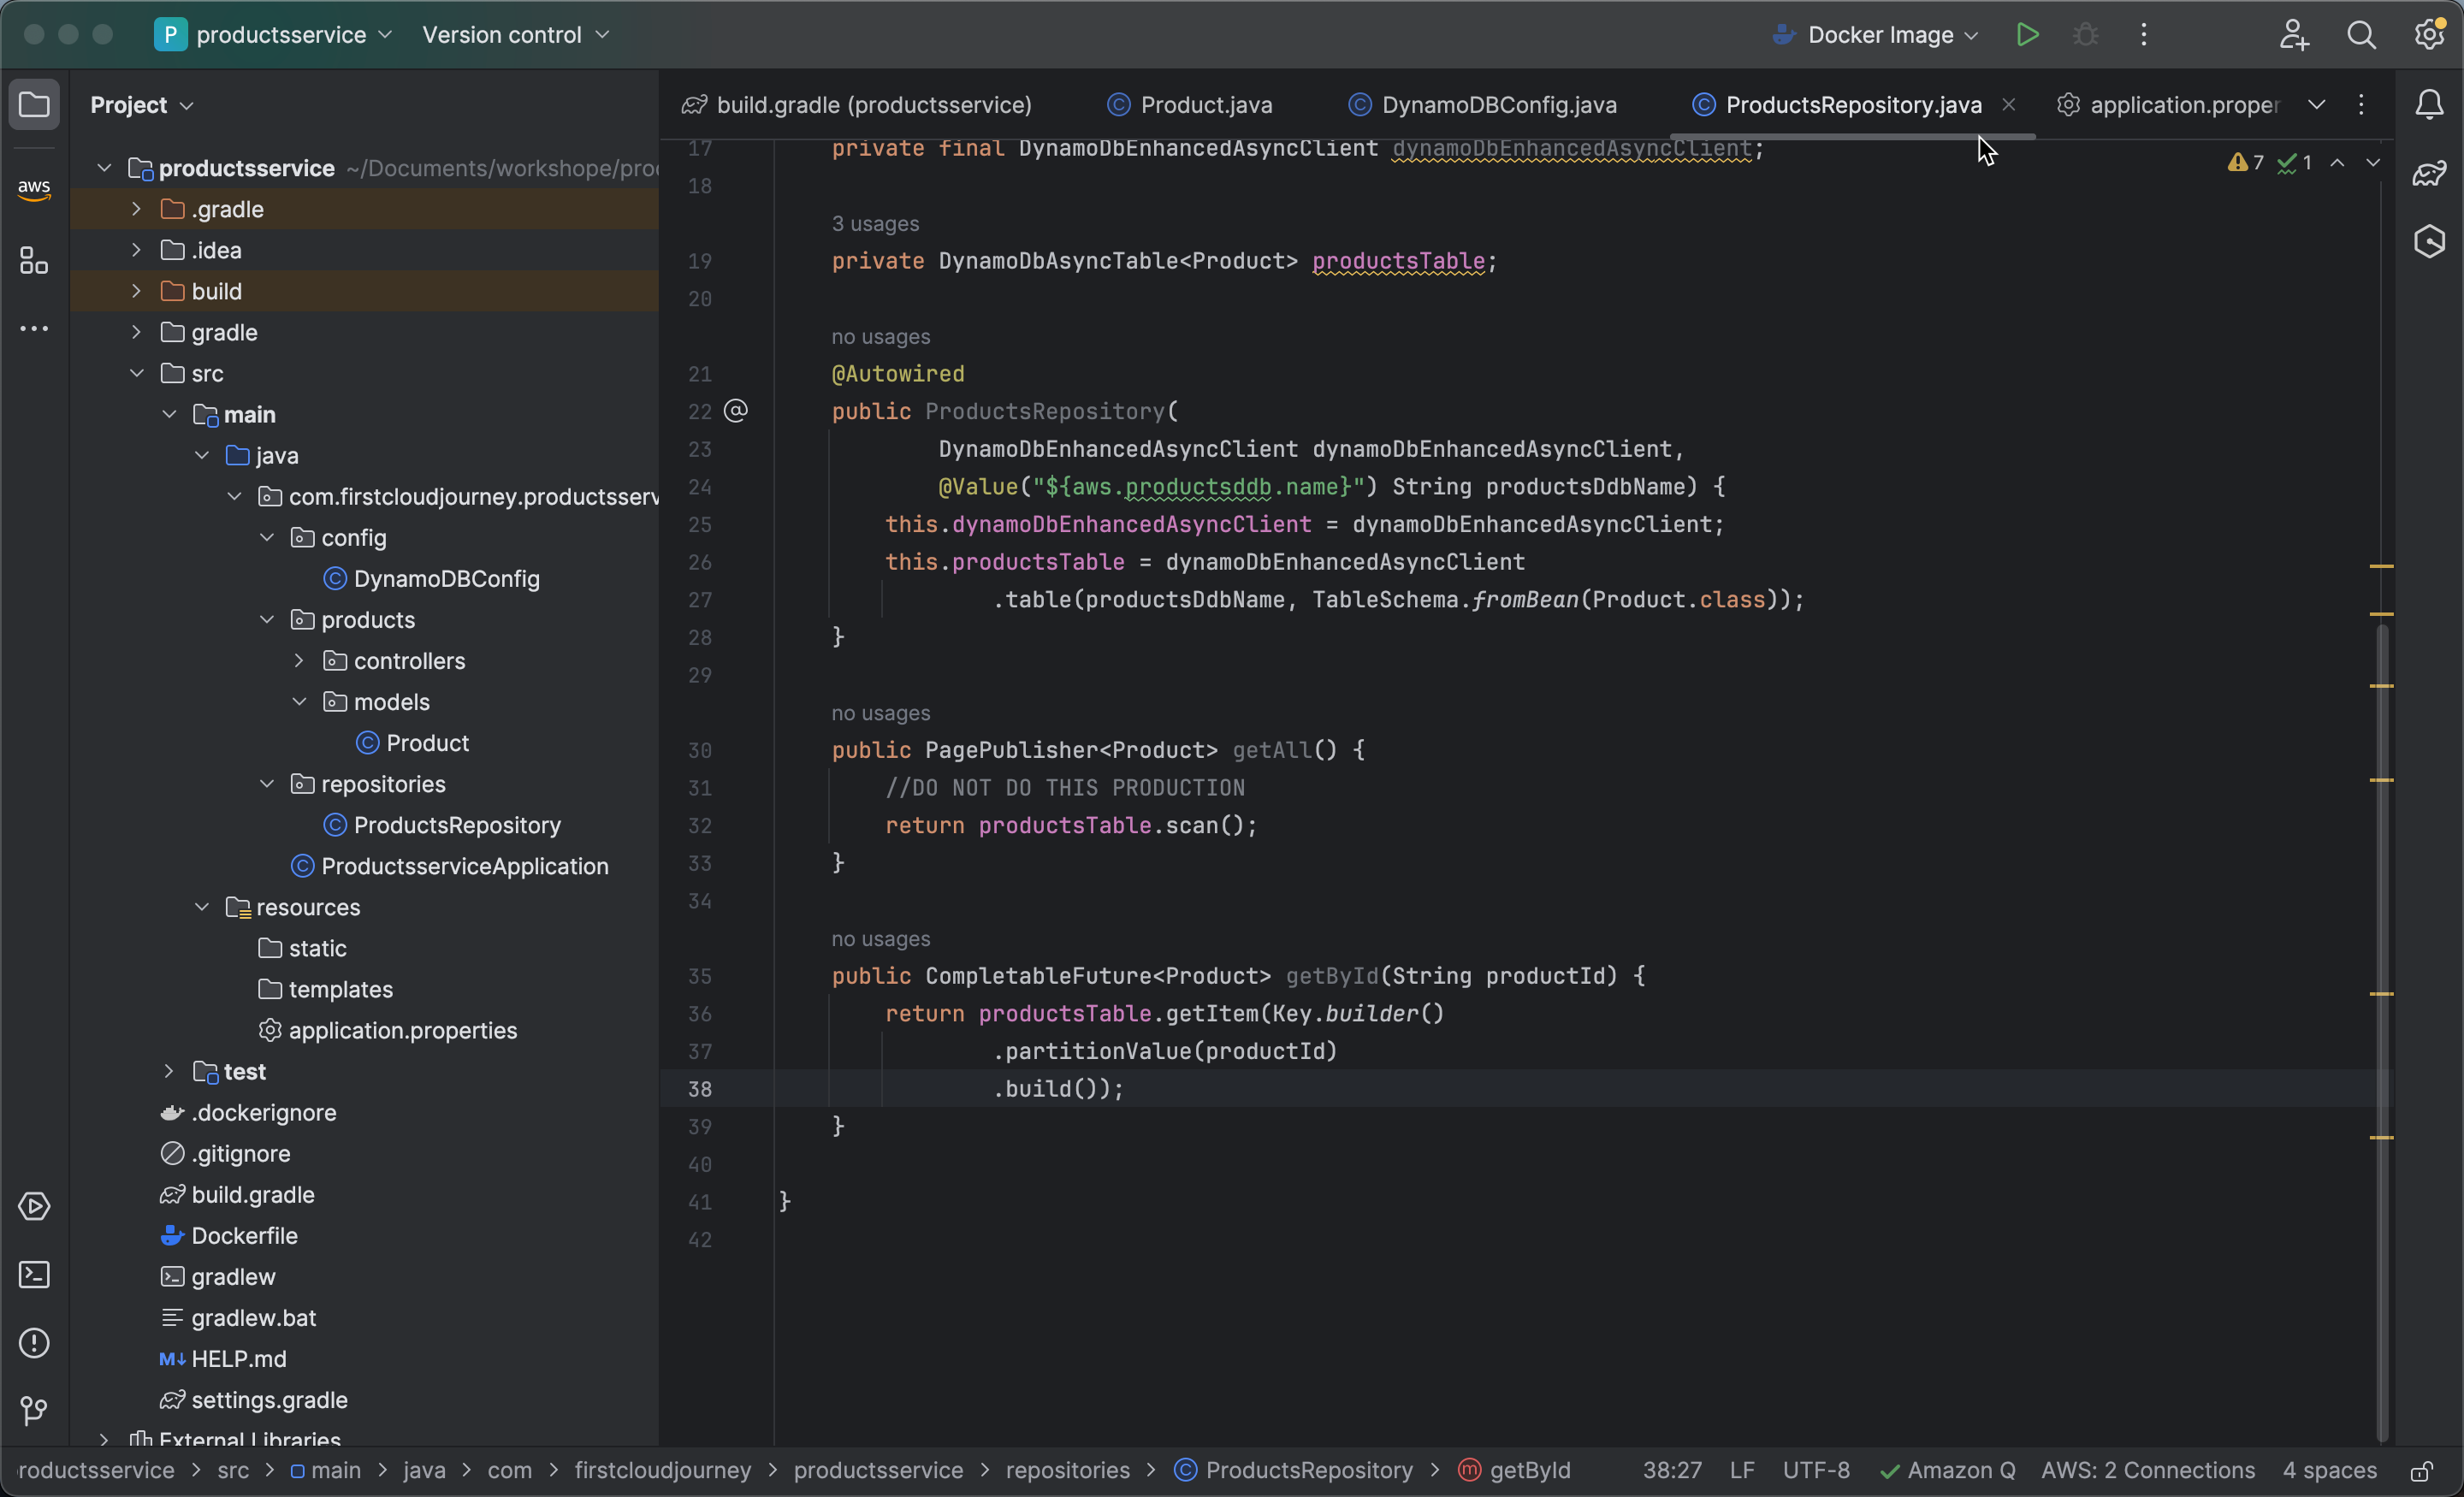 P productsservice Version control Docker Image
Project
aws
productsservice ~/Documents/workshope/pro
.gradle
.idea
build
gradle
src
main
java
com.firstcloudjourney.productsserv
config
DynamoDBConfig
products
controllers
models
Product
repositories
ProductsRepository
ProductsserviceApplication
resources
static
templates
application.properties
test
.dockerignore
.gitignore
build.gradle
Dockerfile
gradlew
gradlew.bat
M↓ HELP.md
settings.gradle
External Libraries
build.gradle (productsservice) Product.java DynamoDBConfig.java ProductsRepository.java application.proper
7 1
17 private final DynamoDbEnhancedAsyncClient dynamoDbEnhancedAsyncClient;
18
3 usages
19 private DynamoDbAsyncTable<Product> productsTable;
20
no usages
21 @Autowired
22 @ public ProductsRepository(
23 DynamoDbEnhancedAsyncClient dynamoDbEnhancedAsyncClient,
24 @Value("${aws.productsddb.name}") String productsDdbName) {
25 this.dynamoDbEnhancedAsyncClient = dynamoDbEnhancedAsyncClient;
26 this.productsTable = dynamoDbEnhancedAsyncClient
27 .table(productsDdbName, TableSchema.fromBean(Product.class));
28 }
29
no usages
30 public PagePublisher<Product> getAll() {
31 //DO NOT DO THIS PRODUCTION
32 return productsTable.scan();
33 }
34
no usages
35 public CompletableFuture<Product> getById(String productId) {
36 return productsTable.getItem(Key.builder()
37 .partitionValue(productId)
38 .build());
39 }
40
41 }
42
roductsservice > src > main > java > com > firstcloudjourney > productsservice > repositories > ProductsRepository > getById 38:27 LF UTF-8 Amazon Q AWS: 2 Connections 4 spaces